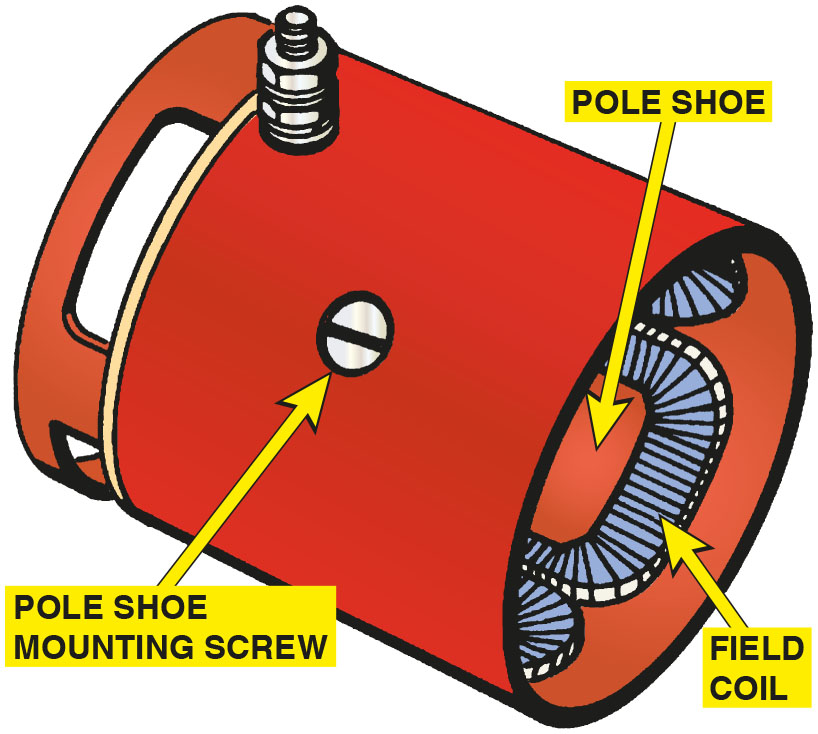 POLE SHOE
POLE SHOE
MOUNTING SCREW
FIELD
COIL